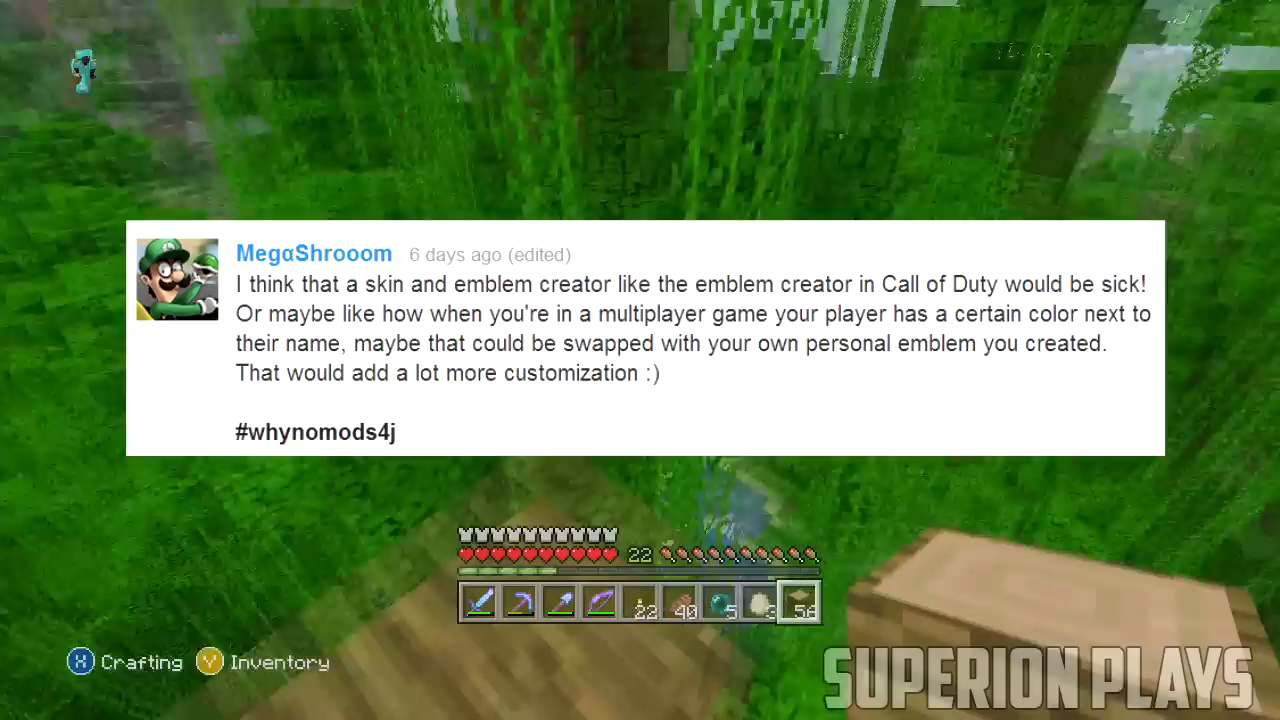 MegαShrooom 6 days ago (edited)
I think that a skin and emblem creator like the emblem creator in Call of Duty would be sick!
Or maybe like how when you're in a multiplayer game your player has a certain color next to
their name, maybe that could be swapped with your own personal emblem you created.
That would add a lot more customization :)
#whynomods4j
22
22 40 5 3 56
X Crafting Y Inventory
SUPERION PLAYS